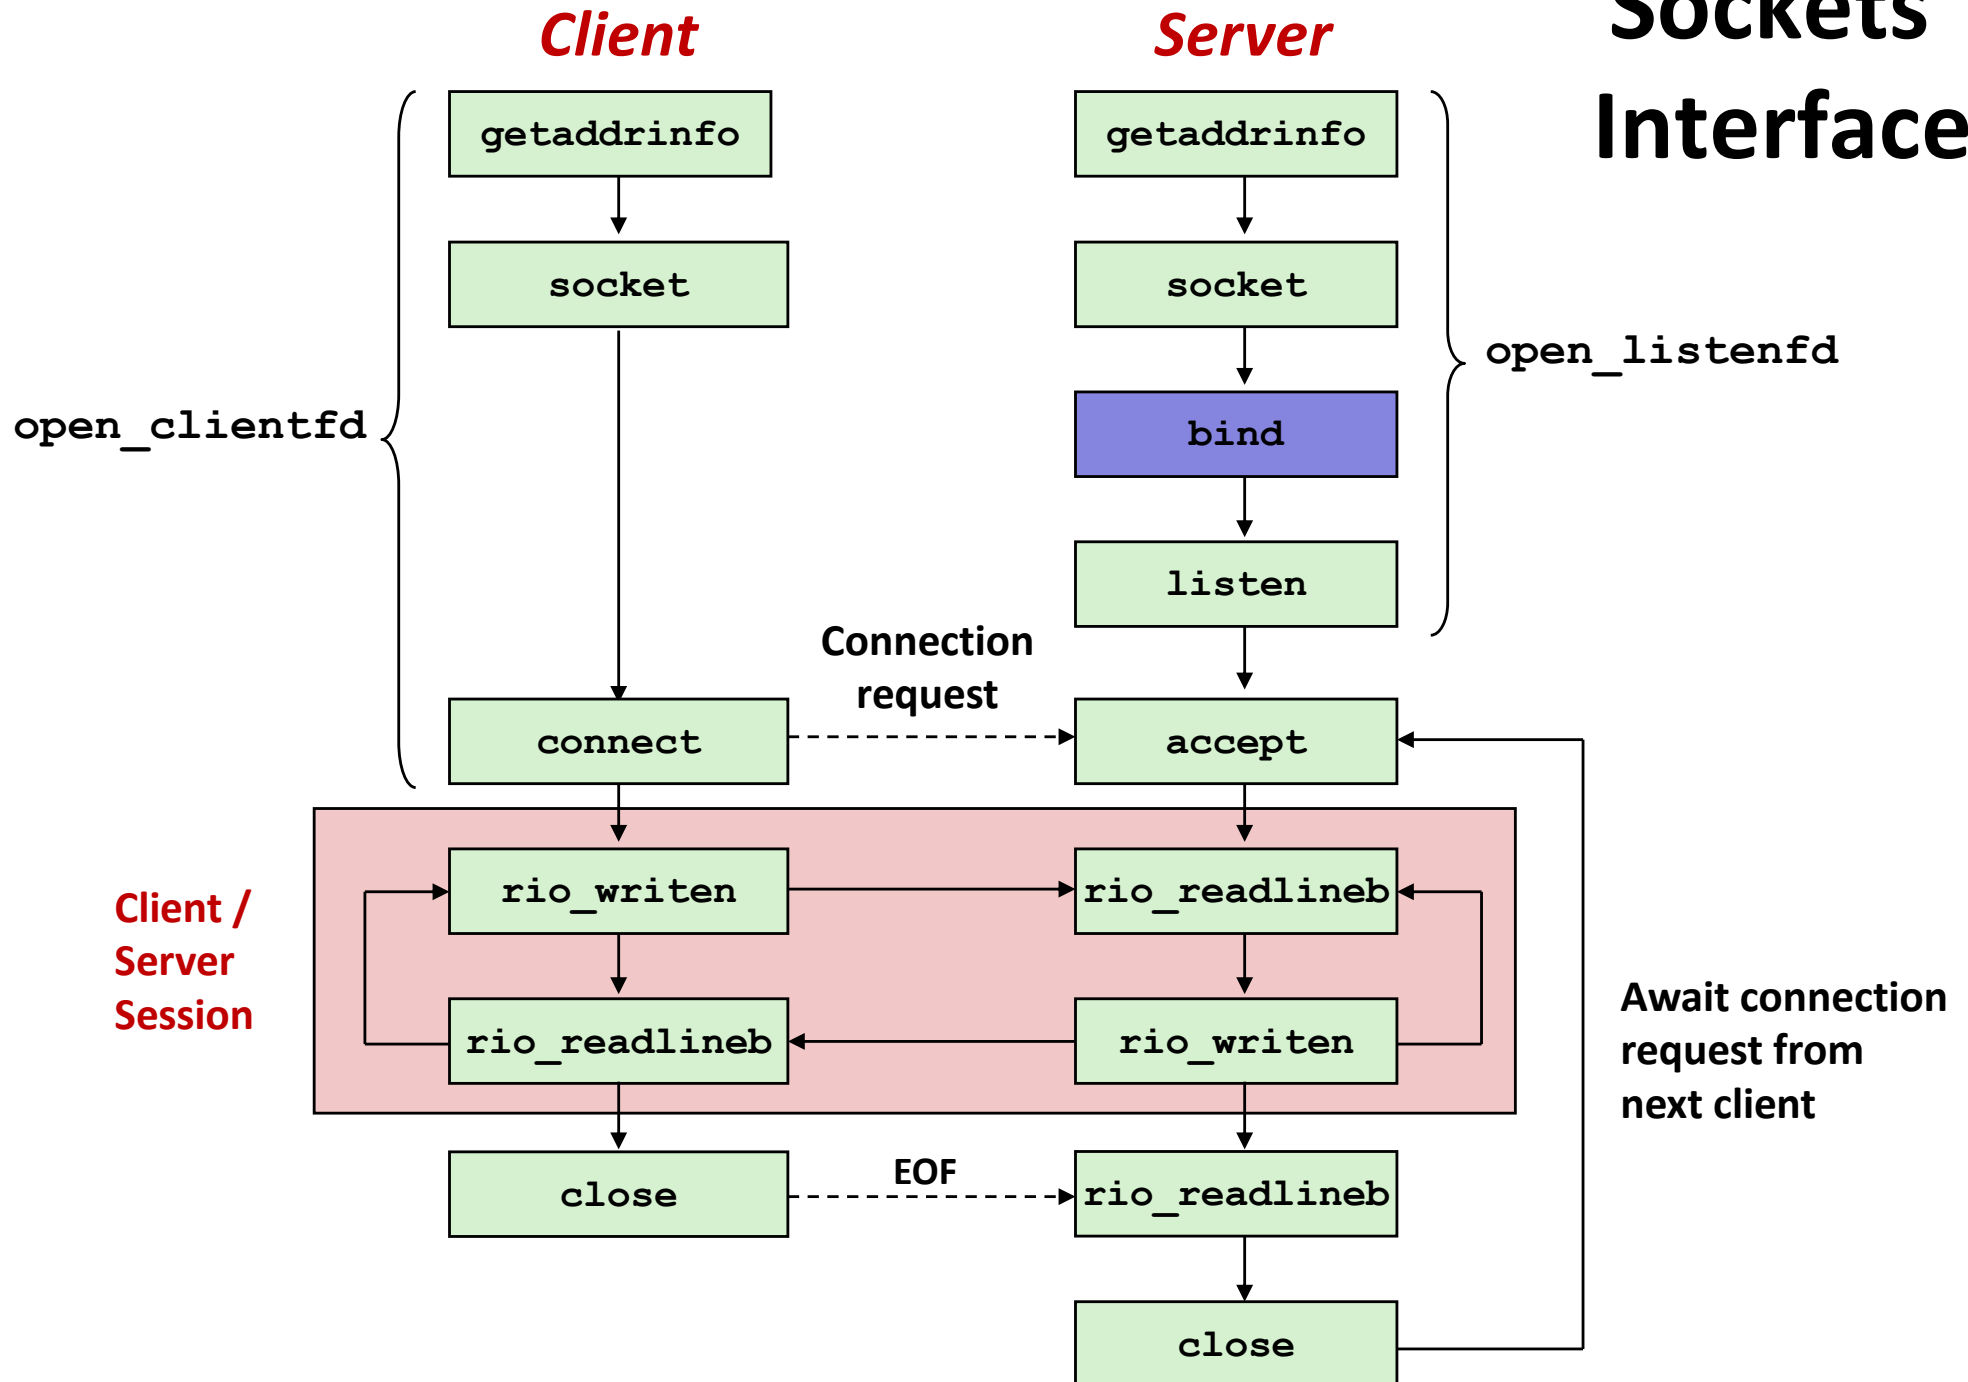 Sockets
Interface
Client
Server
getaddrinfo
getaddrinfo
socket
socket
open_listenfd
open_clientfd
bind
listen
Connection
request
connect
accept
Client /
Server
Session
rio_writen
rio_readlineb
rio_readlineb
rio_writen
Await connection
request from
next client
close
EOF
rio_readlineb
close